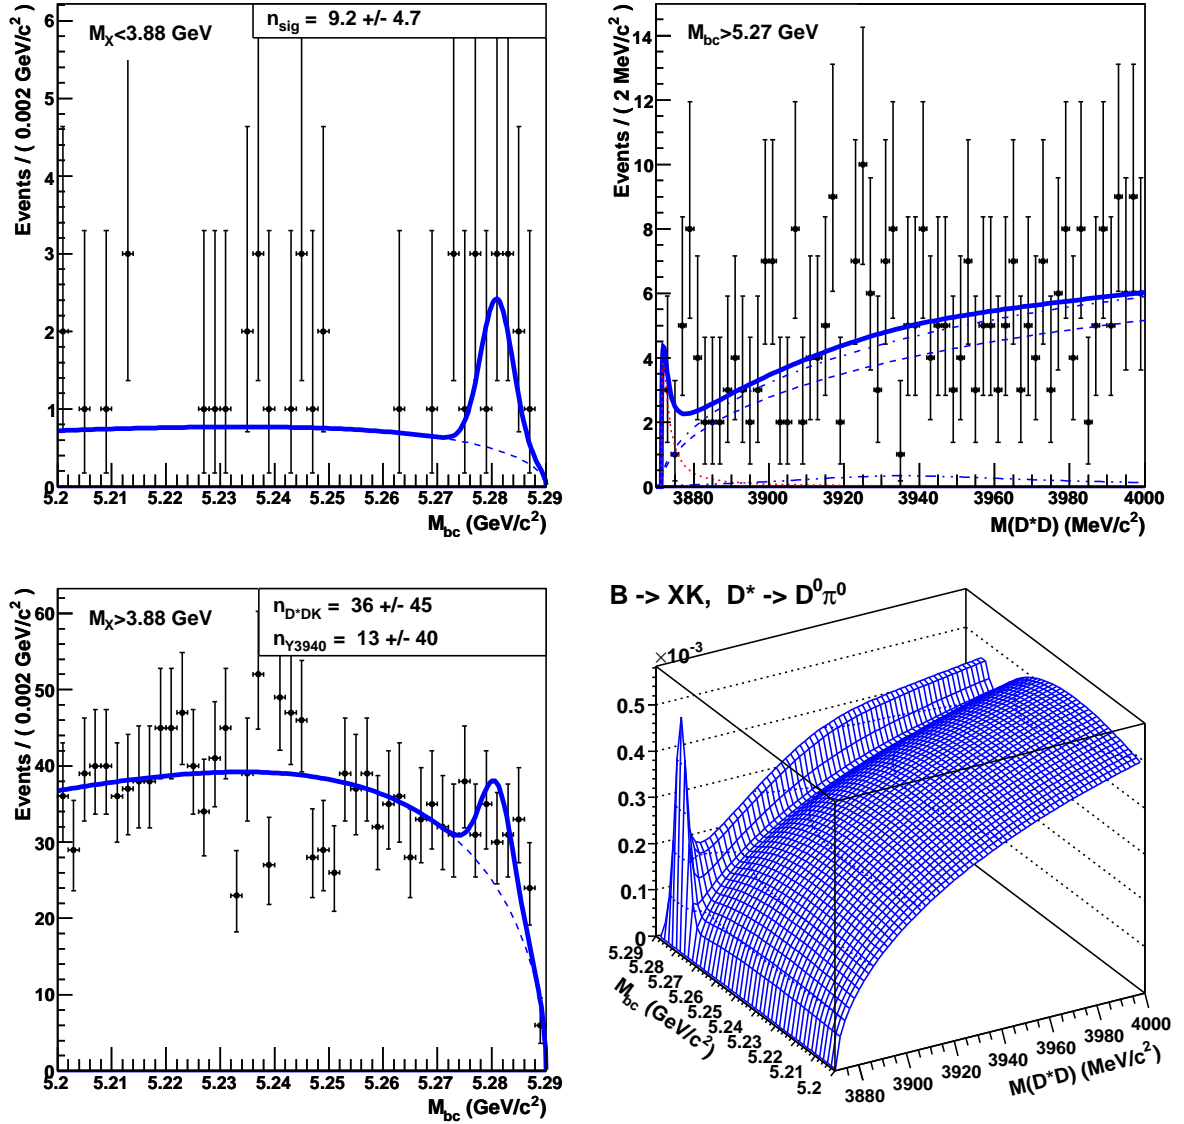 M_X<3.88 GeV
n_sig = 9.2 +/- 4.7
Events / ( 0.002 GeV/c² )
6
5
4
3
2
1
0
5.2 5.21 5.22 5.23 5.24 5.25 5.26 5.27 5.28 5.29
M_bc (GeV/c²)
M_bc>5.27 GeV
Events / ( 2 MeV/c² )
14
12
10
8
6
4
2
0
3880 3900 3920 3940 3960 3980 4000
M(D*D) (MeV/c²)
M_X>3.88 GeV
n_D*DK = 36 +/- 45
n_Y3940 = 13 +/- 40
Events / ( 0.002 GeV/c² )
60
50
40
30
20
10
0
5.2 5.21 5.22 5.23 5.24 5.25 5.26 5.27 5.28 5.29
M_bc (GeV/c²)
B -> XK, D* -> D⁰π⁰
×10⁻³
0.5
0.4
0.3
0.2
0.1
0
5.29
5.28
5.27
5.26
5.25
5.24
5.23
5.22
5.21
5.2
M_bc (GeV/c²)
3880 3900 3920 3940 3960 3980 4000
M(D*D) (MeV/c²)